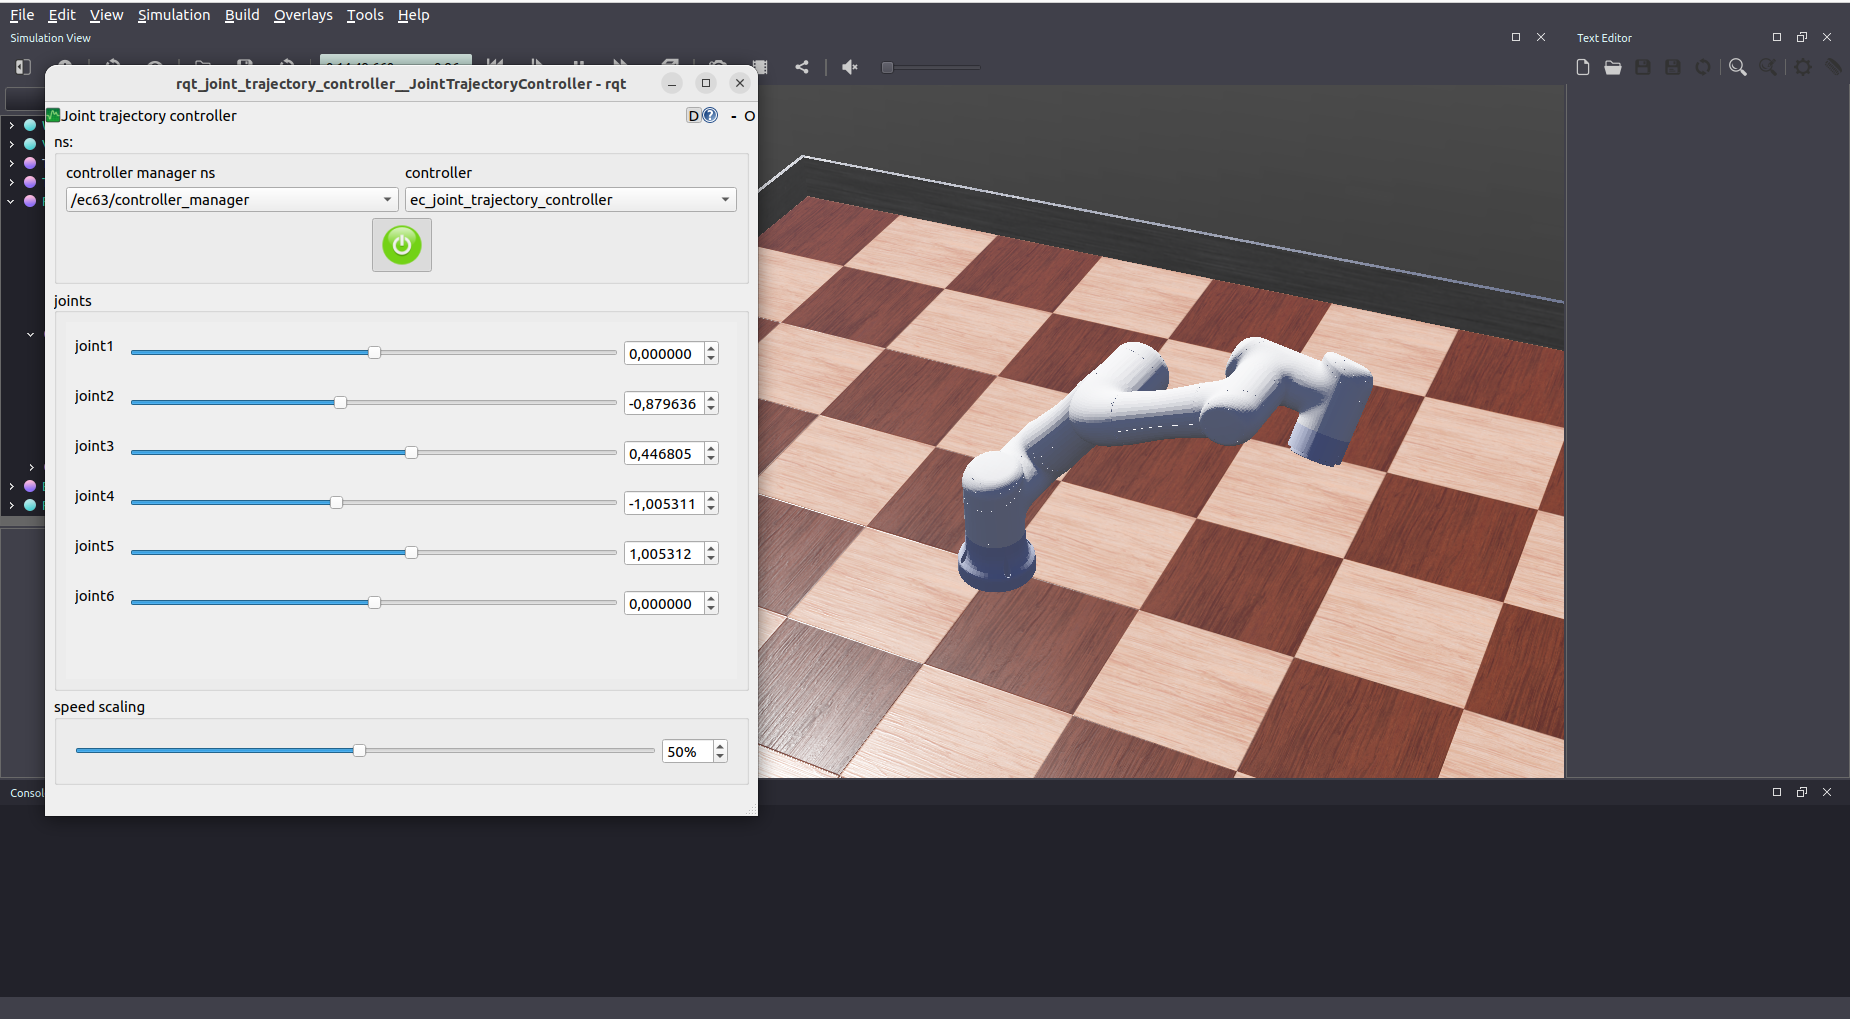 File Edit View Simulation Build Overlays Tools Help
Simulation View
Text Editor
rqt_joint_trajectory_controller__JointTrajectoryController - rqt
Joint trajectory controller
D
- O
ns:
controller manager ns
controller
/ec63/controller_manager
ec_joint_trajectory_controller
joints
joint1
0,000000
joint2
-0,879636
joint3
0,446805
joint4
-1,005311
joint5
1,005312
joint6
0,000000
speed scaling
50%
Consol